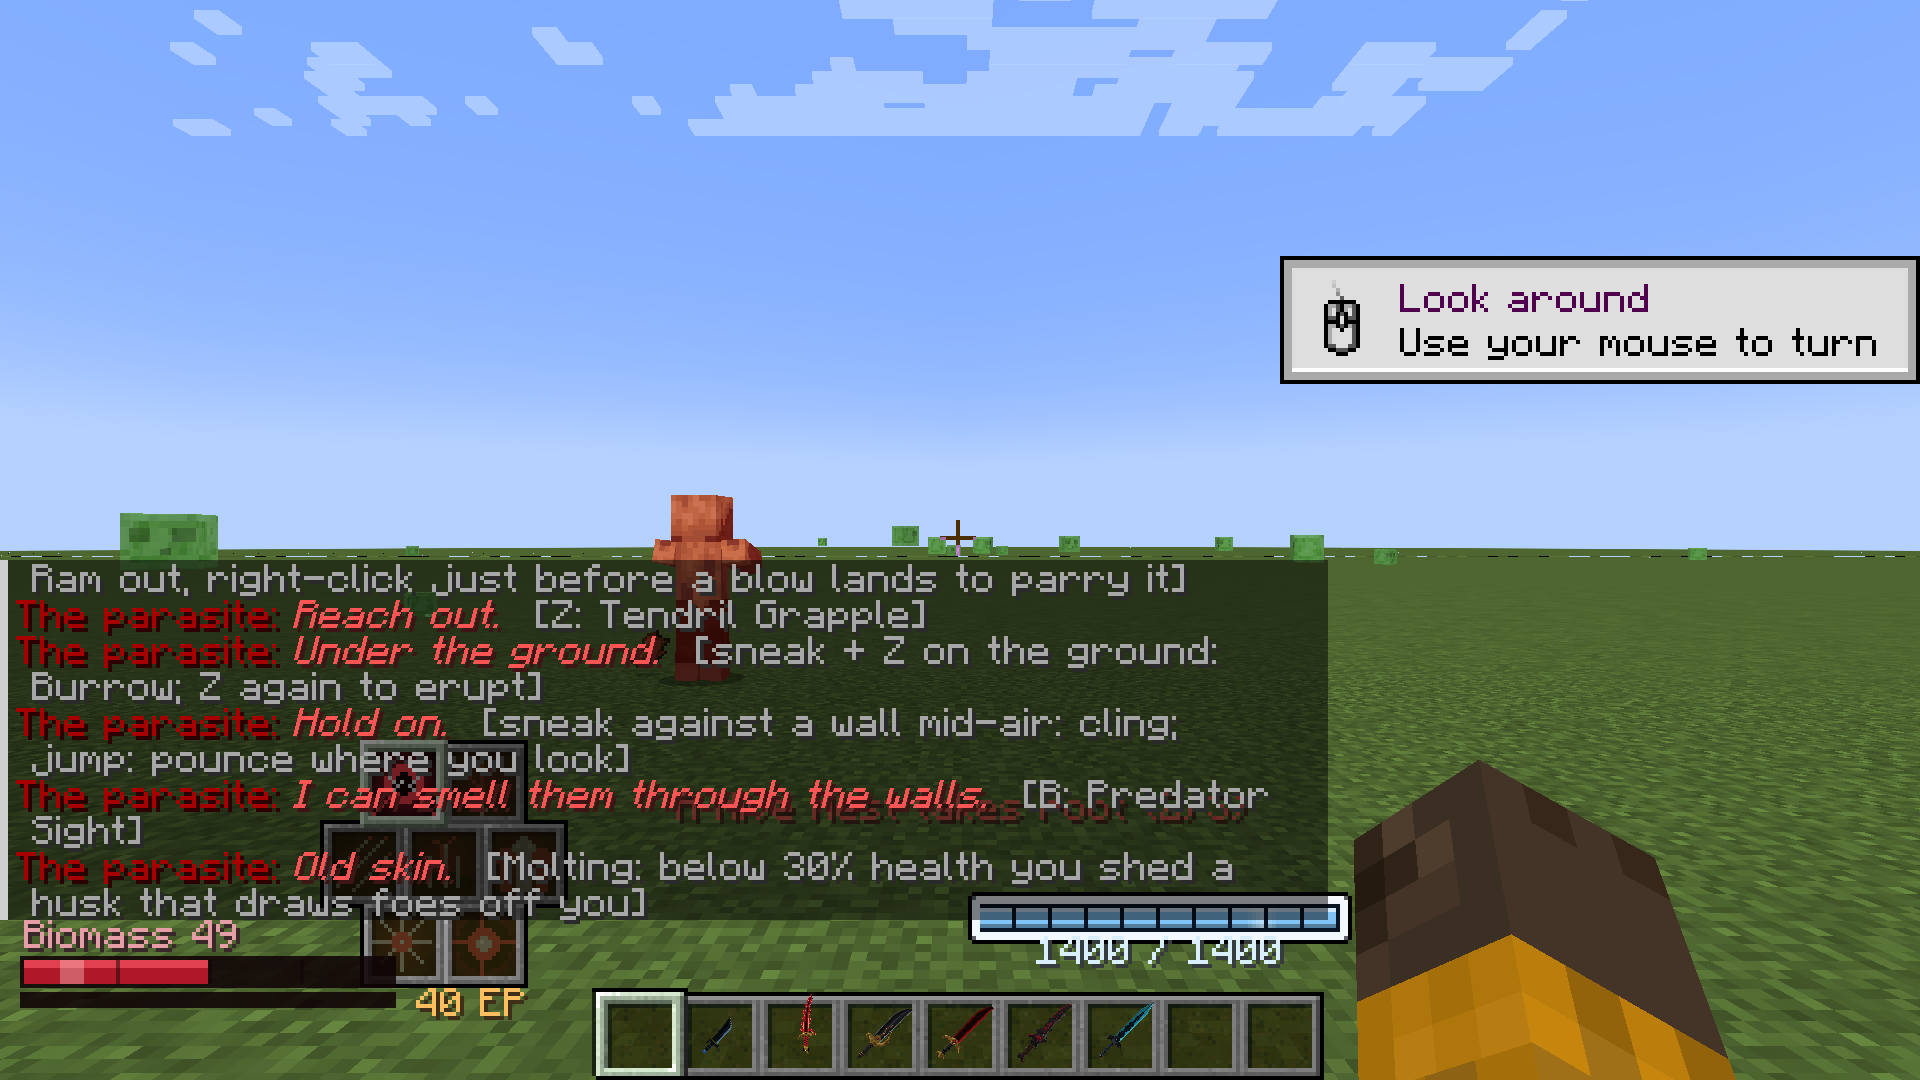 Look around
Use your mouse to turn
Ram out, right-click just before a blow lands to parry it]
The parasite: Reach out. [Z: Tendril Grapple]
The parasite: Under the ground. [sneak + Z on the ground:
Burrow; Z again to erupt]
The parasite: Hold on. [sneak against a wall mid-air: cling;
jump: pounce where you look]
The parasite: I can smell them through the walls. [B: Predator
Sight]
The parasite: Old skin. [Molting: below 30% health you shed a
husk that draws foes off you]
Biomass 49
40 EP
1400 / 1400